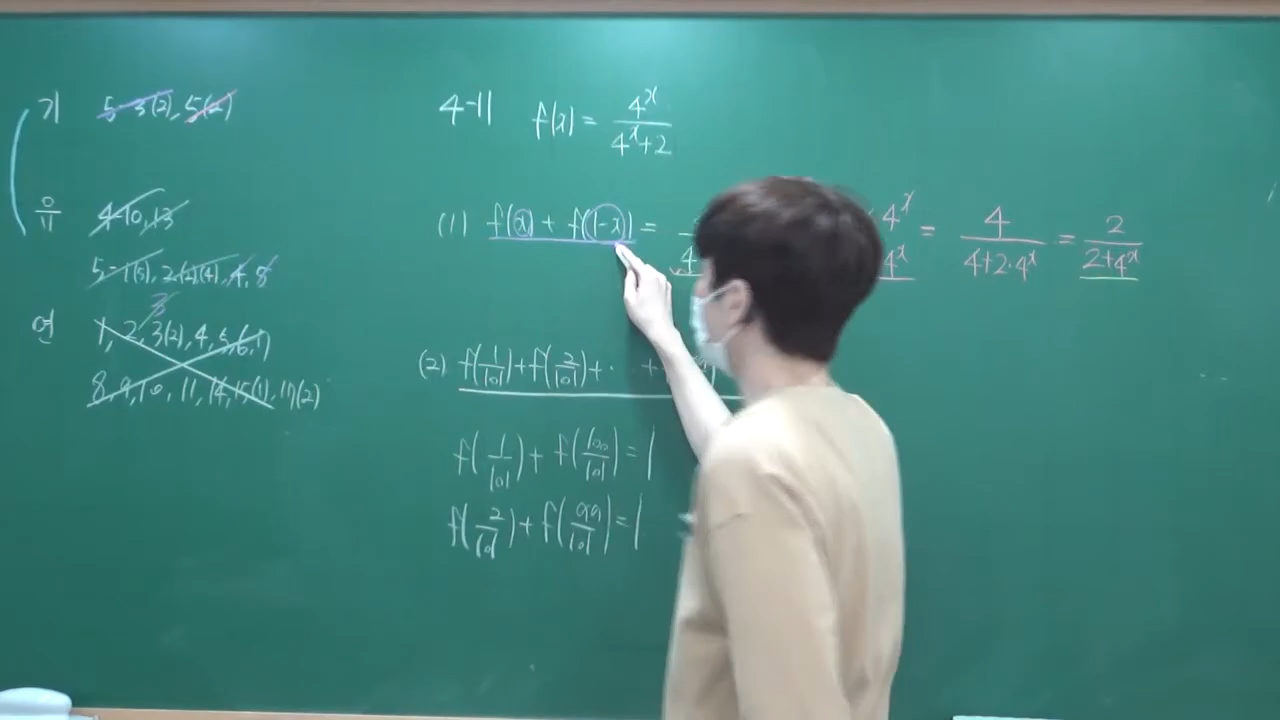 기 5-3(2), 5(2)
유 4-10, 13
5-1(5), 2-(2)(4), 4, 8
3
연 1, 2, 3(2), 4, 5, 6, 7
8, 9, 10, 11, 14, 15(1), 17(2)
4-11 f(x) = 4^x / (4^x+2)
(1) f(x) + f(1-x) =
4^x = 4 / (4+2·4^x) = 2 / (2+4^x)
(2) f(1/101) + f(2/101) + · · +
f(1/101) + f(100/101) = 1
f(2/101) + f(99/101) = 1